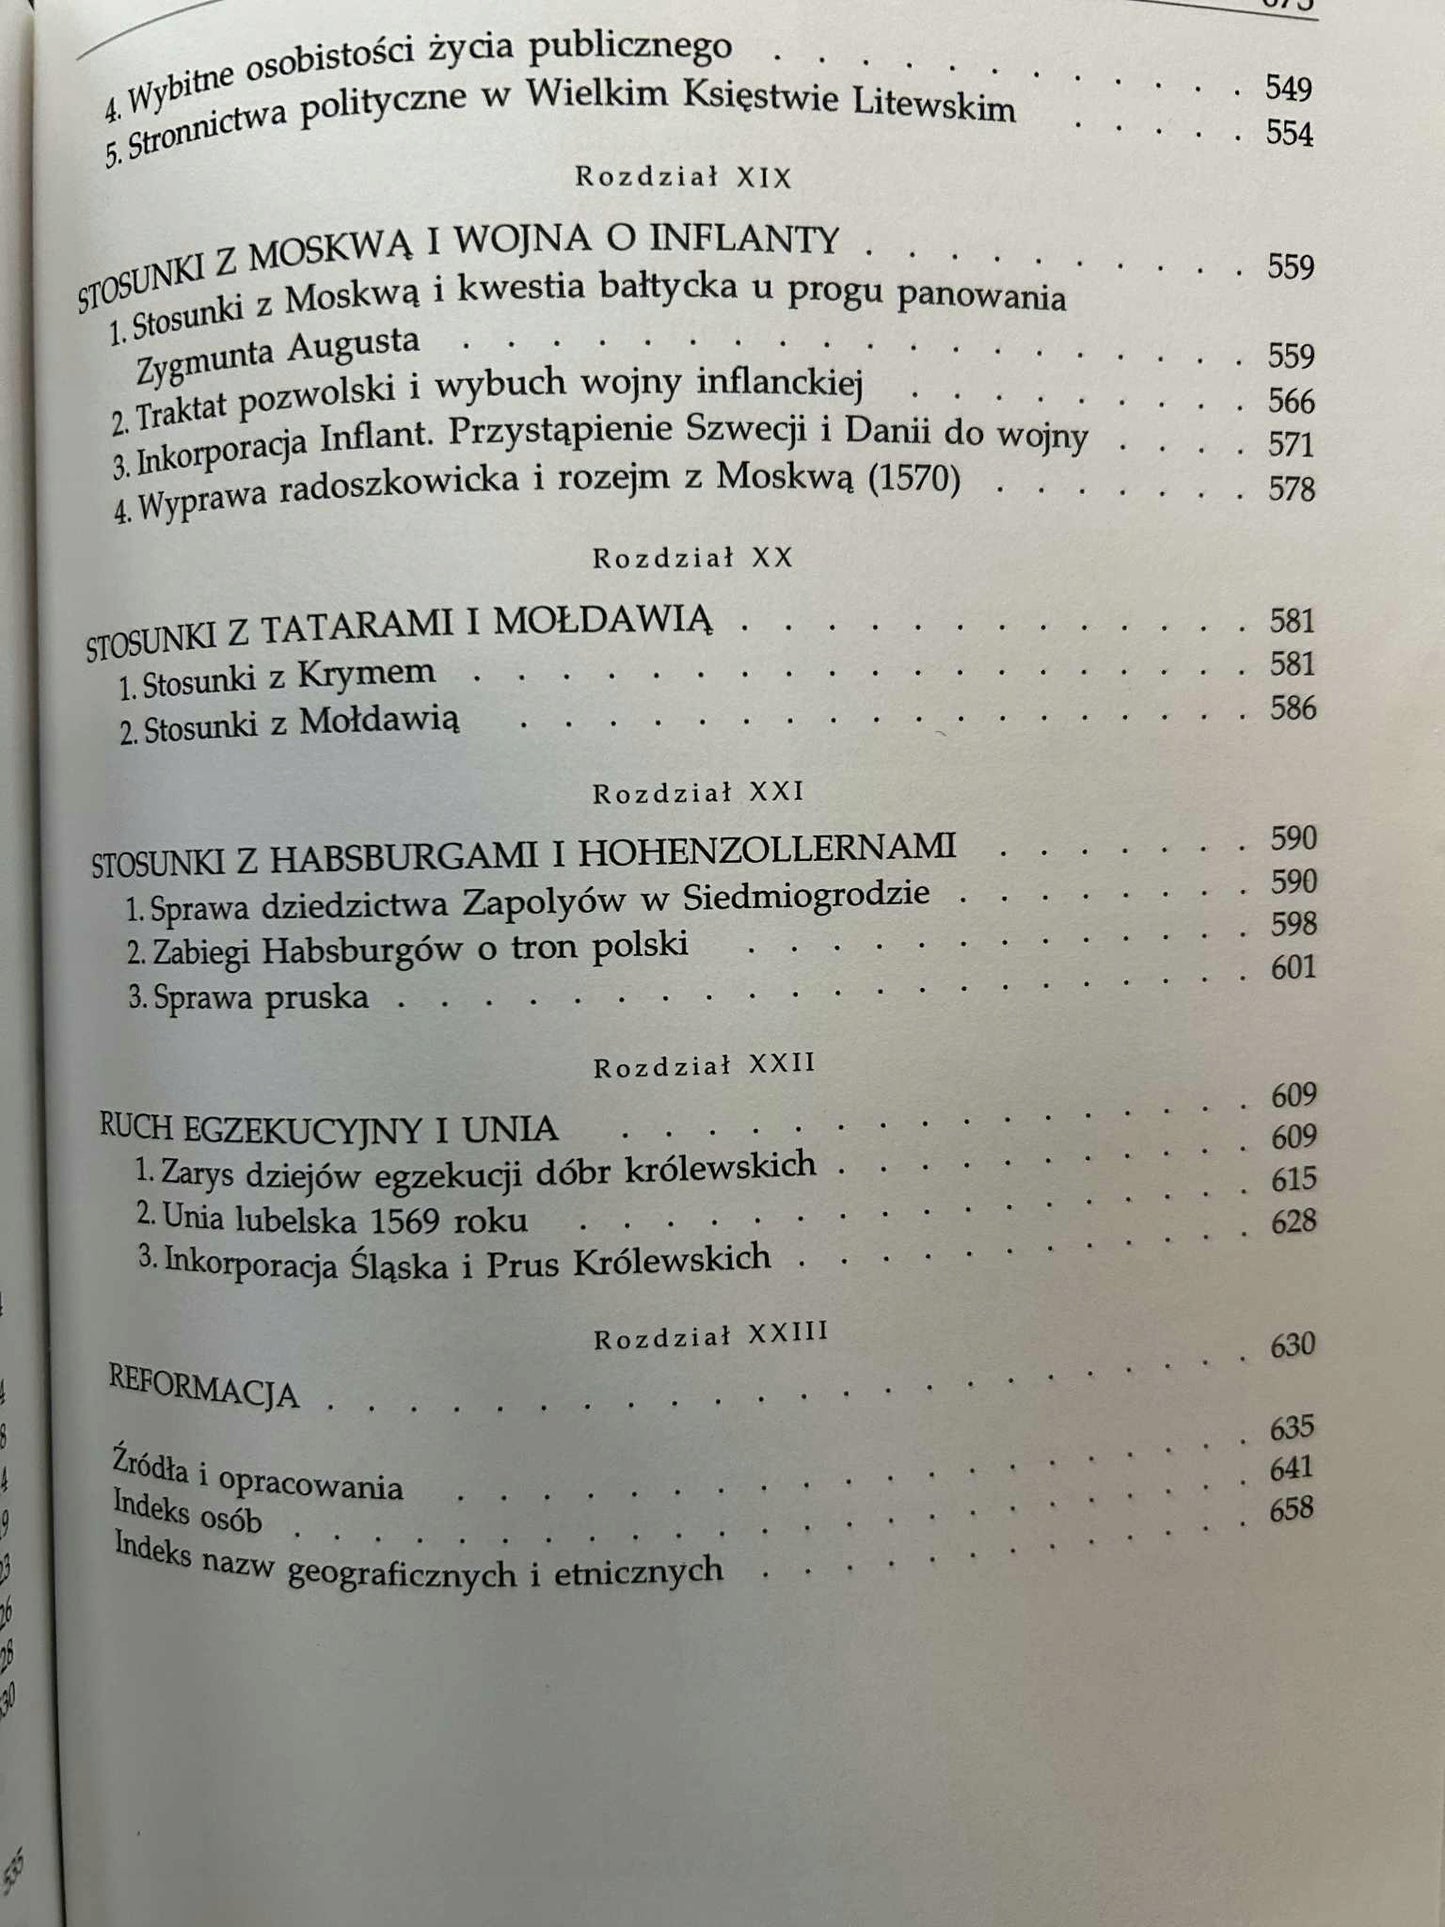 4. Wybitne osobistości życia publicznego . . . . . . . . . . . . 549
5. Stronnictwa polityczne w Wielkim Księstwie Litewskim . . . . . 554
Rozdział XIX
STOSUNKI Z MOSKWĄ I WOJNA O INFLANTY . . . . . . . . . . 559
1. Stosunki z Moskwą i kwestia bałtycka u progu panowania
Zygmunta Augusta . . . . . . . . . . . . . . . . . . . 559
2. Traktat pozwolski i wybuch wojny inflanckiej . . . . . . . . . 566
3. Inkorporacja Inflant. Przystąpienie Szwecji i Danii do wojny . . . . 571
4. Wyprawa radoszkowicka i rozejm z Moskwą (1570) . . . . . . . 578
Rozdział XX
STOSUNKI Z TATARAMI I MOŁDAWIĄ . . . . . . . . . . . . . 581
1. Stosunki z Krymem . . . . . . . . . . . . . . . . . . . 581
2. Stosunki z Mołdawią . . . . . . . . . . . . . . . . . . 586
Rozdział XXI
STOSUNKI Z HABSBURGAMI I HOHENZOLLERNAMI . . . . . . . 590
1. Sprawa dziedzictwa Zapolyów w Siedmiogrodzie . . . . . . . . 590
2. Zabiegi Habsburgów o tron polski . . . . . . . . . . . . . 598
3. Sprawa pruska . . . . . . . . . . . . . . . . . . . . . 601
Rozdział XXII
RUCH EGZEKUCYJNY I UNIA . . . . . . . . . . . . . . . . 609
1. Zarys dziejów egzekucji dóbr królewskich . . . . . . . . . . . 609
2. Unia lubelska 1569 roku . . . . . . . . . . . . . . . . . 615
3. Inkorporacja Śląska i Prus Królewskich . . . . . . . . . . . . 628
Rozdział XXIII
REFORMACJA . . . . . . . . . . . . . . . . . . . . . . . 630
Źródła i opracowania . . . . . . . . . . . . . . . . . . . 635
Indeks osób . . . . . . . . . . . . . . . . . . . . . . . 641
Indeks nazw geograficznych i etnicznych . . . . . . . . . . . . 658
535